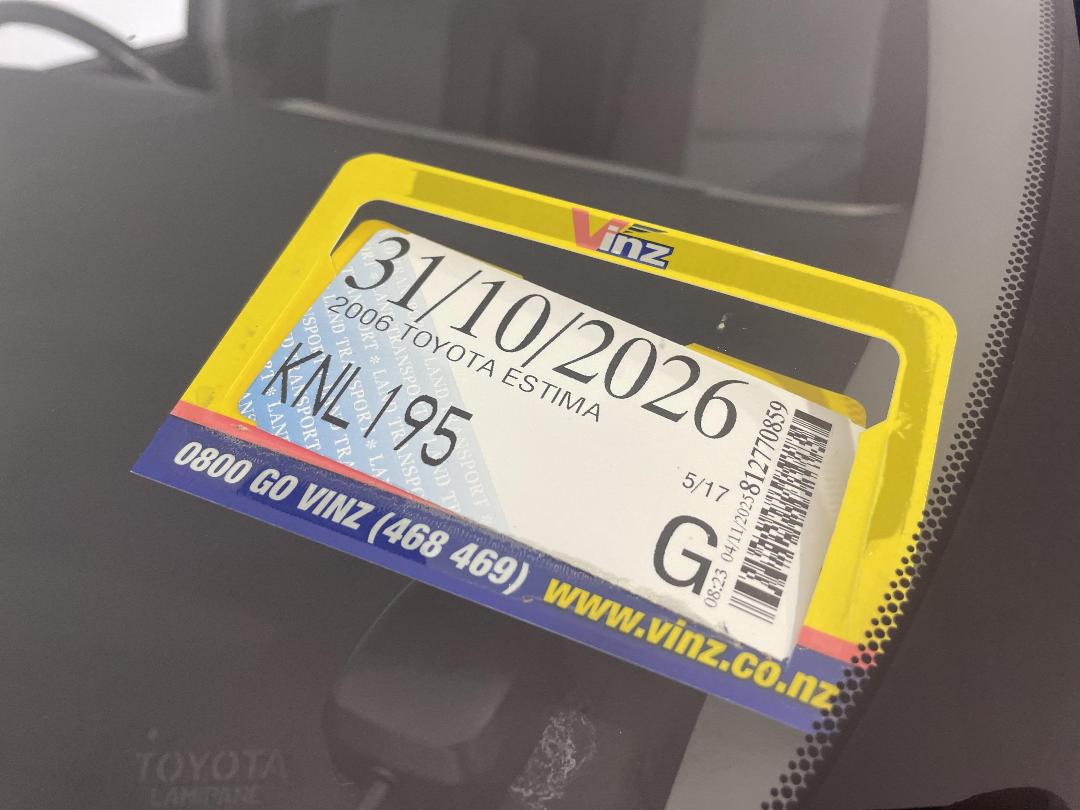 Vinz
31/10/2026
2006 TOYOTA ESTIMA
KNL195
5/17
G
08:23 04/11/2025 812770859
0800 GO VINZ (468 469) www.vinz.co.nz
TOYOTA